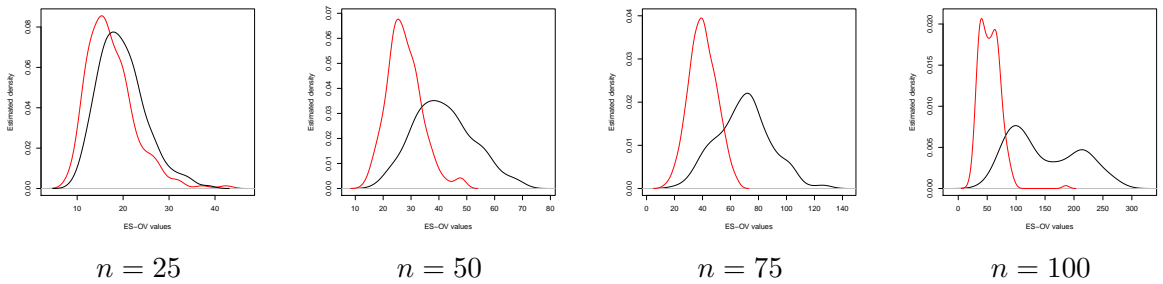 0.00 0.02 0.04 0.06 0.08
Estimated density
10 20 30 40
ES−OV values
n = 25
0.00 0.01 0.02 0.03 0.04 0.05 0.06 0.07
Estimated density
10 20 30 40 50 60 70 80
ES−OV values
n = 50
0.00 0.01 0.02 0.03 0.04
Estimated density
0 20 40 60 80 100 120 140
ES−OV values
n = 75
0.000 0.005 0.010 0.015 0.020
Estimated density
0 50 100 150 200 250 300
ES−OV values
n = 100